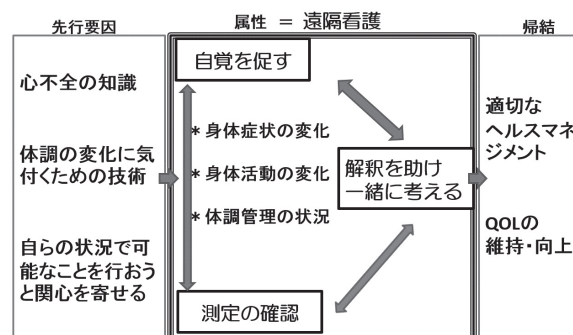 先行要因
心不全の知識
体調の変化に気
付くための技術
自らの状況で可
能なことを行おう
と関心を寄せる
属性 = 遠隔看護
自覚を促す
*身体症状の変化
*身体活動の変化
*体調管理の状況
解釈を助け
一緒に考える
測定の確認
帰結
適切な
ヘルスマネ
ジメント
QOLの
維持・向上